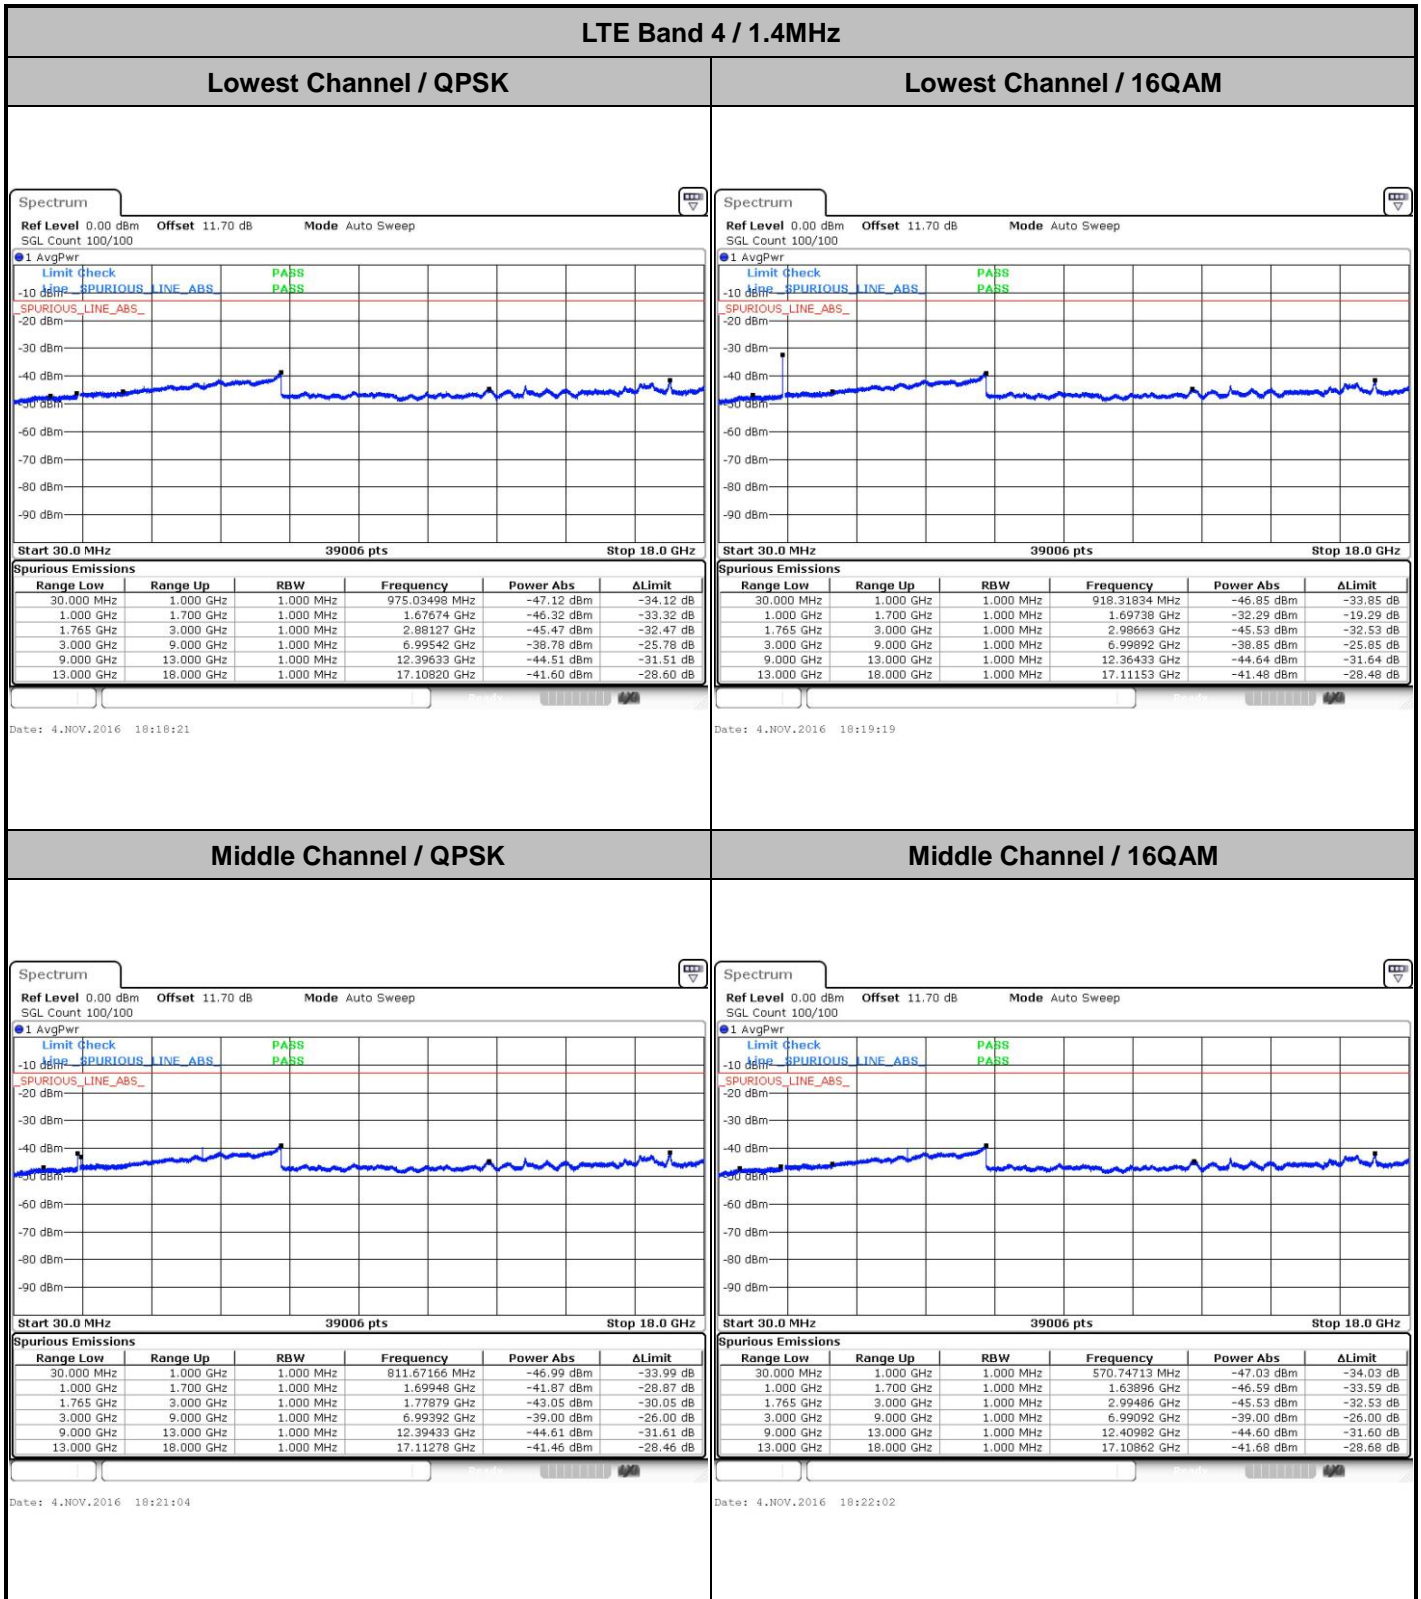 LTE Band 4 / 1.4MHz
Lowest Channel / QPSK
Lowest Channel / 16QAM
Spectrum
Ref Level 0.00 dBm Offset 11.70 dB Mode Auto Sweep
SGL Count 100/100
1 AvgPwr
Limit Check PASS
Line _SPURIOUS_LINE_ABS_ PASS
_SPURIOUS_LINE_ABS_
-10 dBm
-20 dBm
-30 dBm
-40 dBm
-50 dBm
-60 dBm
-70 dBm
-80 dBm
-90 dBm
Start 30.0 MHz 39006 pts Stop 18.0 GHz
Spurious Emissions
Range Low Range Up RBW Frequency Power Abs ΔLimit
30.000 MHz 1.000 GHz 1.000 MHz 975.03498 MHz -47.12 dBm -34.12 dB
1.000 GHz 1.700 GHz 1.000 MHz 1.67674 GHz -46.32 dBm -33.32 dB
1.765 GHz 3.000 GHz 1.000 MHz 2.88127 GHz -45.47 dBm -32.47 dB
3.000 GHz 9.000 GHz 1.000 MHz 6.99542 GHz -38.78 dBm -25.78 dB
9.000 GHz 13.000 GHz 1.000 MHz 12.39633 GHz -44.51 dBm -31.51 dB
13.000 GHz 18.000 GHz 1.000 MHz 17.10820 GHz -41.60 dBm -28.60 dB
Date: 4.NOV.2016 18:18:21
Spectrum
Ref Level 0.00 dBm Offset 11.70 dB Mode Auto Sweep
SGL Count 100/100
1 AvgPwr
Limit Check PASS
Line _SPURIOUS_LINE_ABS_ PASS
_SPURIOUS_LINE_ABS_
-10 dBm
-20 dBm
-30 dBm
-40 dBm
-50 dBm
-60 dBm
-70 dBm
-80 dBm
-90 dBm
Start 30.0 MHz 39006 pts Stop 18.0 GHz
Spurious Emissions
Range Low Range Up RBW Frequency Power Abs ΔLimit
30.000 MHz 1.000 GHz 1.000 MHz 918.31834 MHz -46.85 dBm -33.85 dB
1.000 GHz 1.700 GHz 1.000 MHz 1.69738 GHz -32.29 dBm -19.29 dB
1.765 GHz 3.000 GHz 1.000 MHz 2.98663 GHz -45.53 dBm -32.53 dB
3.000 GHz 9.000 GHz 1.000 MHz 6.99892 GHz -38.85 dBm -25.85 dB
9.000 GHz 13.000 GHz 1.000 MHz 12.36433 GHz -44.64 dBm -31.64 dB
13.000 GHz 18.000 GHz 1.000 MHz 17.11153 GHz -41.48 dBm -28.48 dB
Date: 4.NOV.2016 18:19:19
Middle Channel / QPSK
Middle Channel / 16QAM
Spectrum
Ref Level 0.00 dBm Offset 11.70 dB Mode Auto Sweep
SGL Count 100/100
1 AvgPwr
Limit Check PASS
Line _SPURIOUS_LINE_ABS_ PASS
_SPURIOUS_LINE_ABS_
-10 dBm
-20 dBm
-30 dBm
-40 dBm
-50 dBm
-60 dBm
-70 dBm
-80 dBm
-90 dBm
Start 30.0 MHz 39006 pts Stop 18.0 GHz
Spurious Emissions
Range Low Range Up RBW Frequency Power Abs ΔLimit
30.000 MHz 1.000 GHz 1.000 MHz 811.67166 MHz -46.99 dBm -33.99 dB
1.000 GHz 1.700 GHz 1.000 MHz 1.69948 GHz -41.87 dBm -28.87 dB
1.765 GHz 3.000 GHz 1.000 MHz 1.77879 GHz -43.05 dBm -30.05 dB
3.000 GHz 9.000 GHz 1.000 MHz 6.99392 GHz -39.00 dBm -26.00 dB
9.000 GHz 13.000 GHz 1.000 MHz 12.39433 GHz -44.61 dBm -31.61 dB
13.000 GHz 18.000 GHz 1.000 MHz 17.11278 GHz -41.46 dBm -28.46 dB
Date: 4.NOV.2016 18:21:04
Spectrum
Ref Level 0.00 dBm Offset 11.70 dB Mode Auto Sweep
SGL Count 100/100
1 AvgPwr
Limit Check PASS
Line _SPURIOUS_LINE_ABS_ PASS
_SPURIOUS_LINE_ABS_
-10 dBm
-20 dBm
-30 dBm
-40 dBm
-50 dBm
-60 dBm
-70 dBm
-80 dBm
-90 dBm
Start 30.0 MHz 39006 pts Stop 18.0 GHz
Spurious Emissions
Range Low Range Up RBW Frequency Power Abs ΔLimit
30.000 MHz 1.000 GHz 1.000 MHz 570.74713 MHz -47.03 dBm -34.03 dB
1.000 GHz 1.700 GHz 1.000 MHz 1.63896 GHz -46.59 dBm -33.59 dB
1.765 GHz 3.000 GHz 1.000 MHz 2.99486 GHz -45.53 dBm -32.53 dB
3.000 GHz 9.000 GHz 1.000 MHz 6.99092 GHz -39.00 dBm -26.00 dB
9.000 GHz 13.000 GHz 1.000 MHz 12.40982 GHz -44.60 dBm -31.60 dB
13.000 GHz 18.000 GHz 1.000 MHz 17.10862 GHz -41.68 dBm -28.68 dB
Date: 4.NOV.2016 18:22:02